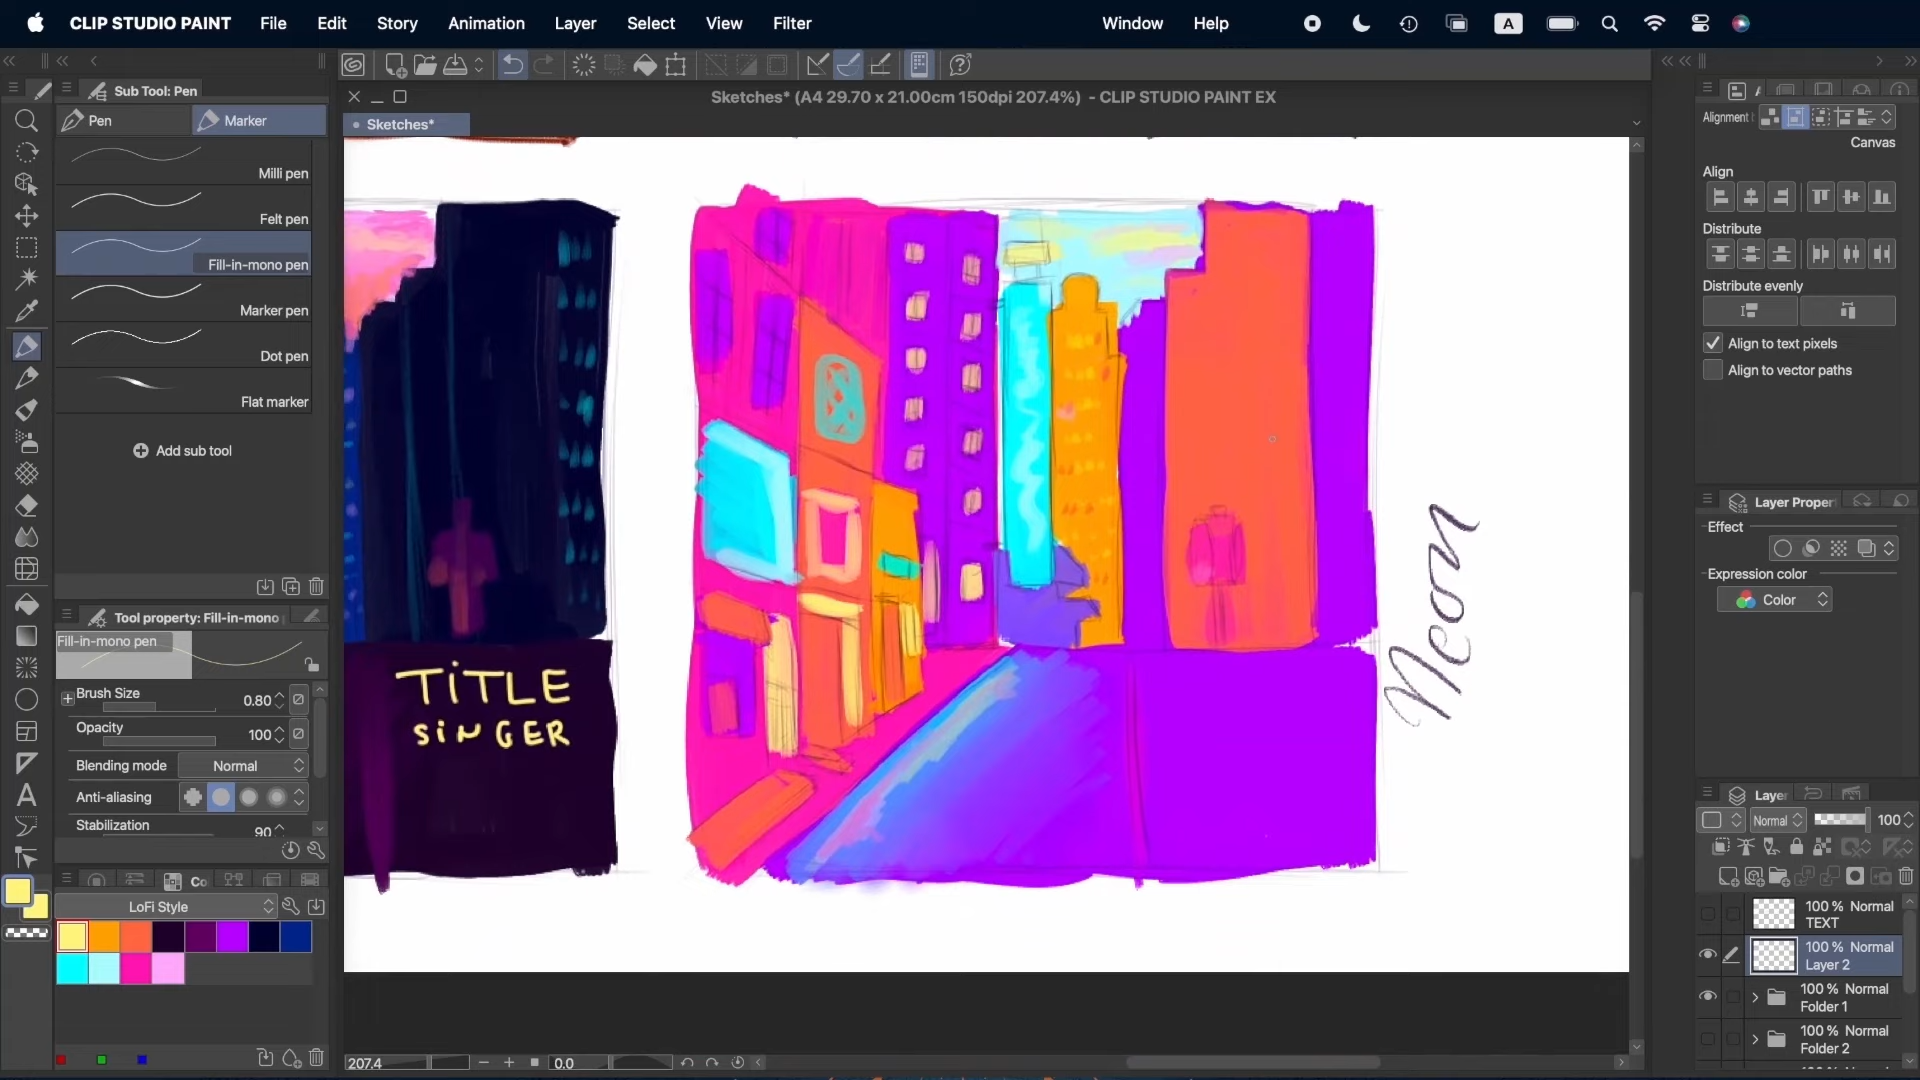 CLIP STUDIO PAINT File Edit Story Animation Layer Select View Filter Window Help A
Sub Tool: Pen
Pen Marker
Milli pen
Felt pen
Fill-in-mono pen
Marker pen
Dot pen
Flat marker
Add sub tool
Tool property: Fill-in-mono
Fill-in-mono pen
Brush Size 0.80
Opacity 100
Blending mode Normal
Anti-aliasing
Stabilization 90
Co
LoFi Style
Sketches* (A4 29.70 x 21.00cm 150dpi 207.4%) - CLIP STUDIO PAINT EX
Sketches*
TiTLE
SiNGER
Neon
207.4 0.0
Alignment
Canvas
Align
Distribute
Distribute evenly
Align to text pixels
Align to vector paths
Layer Proper
Effect
Expression color
Color
Layer
Normal 100
100 % Normal
TEXT
100 % Normal
Layer 2
100 % Normal
Folder 1
100 % Normal
Folder 2